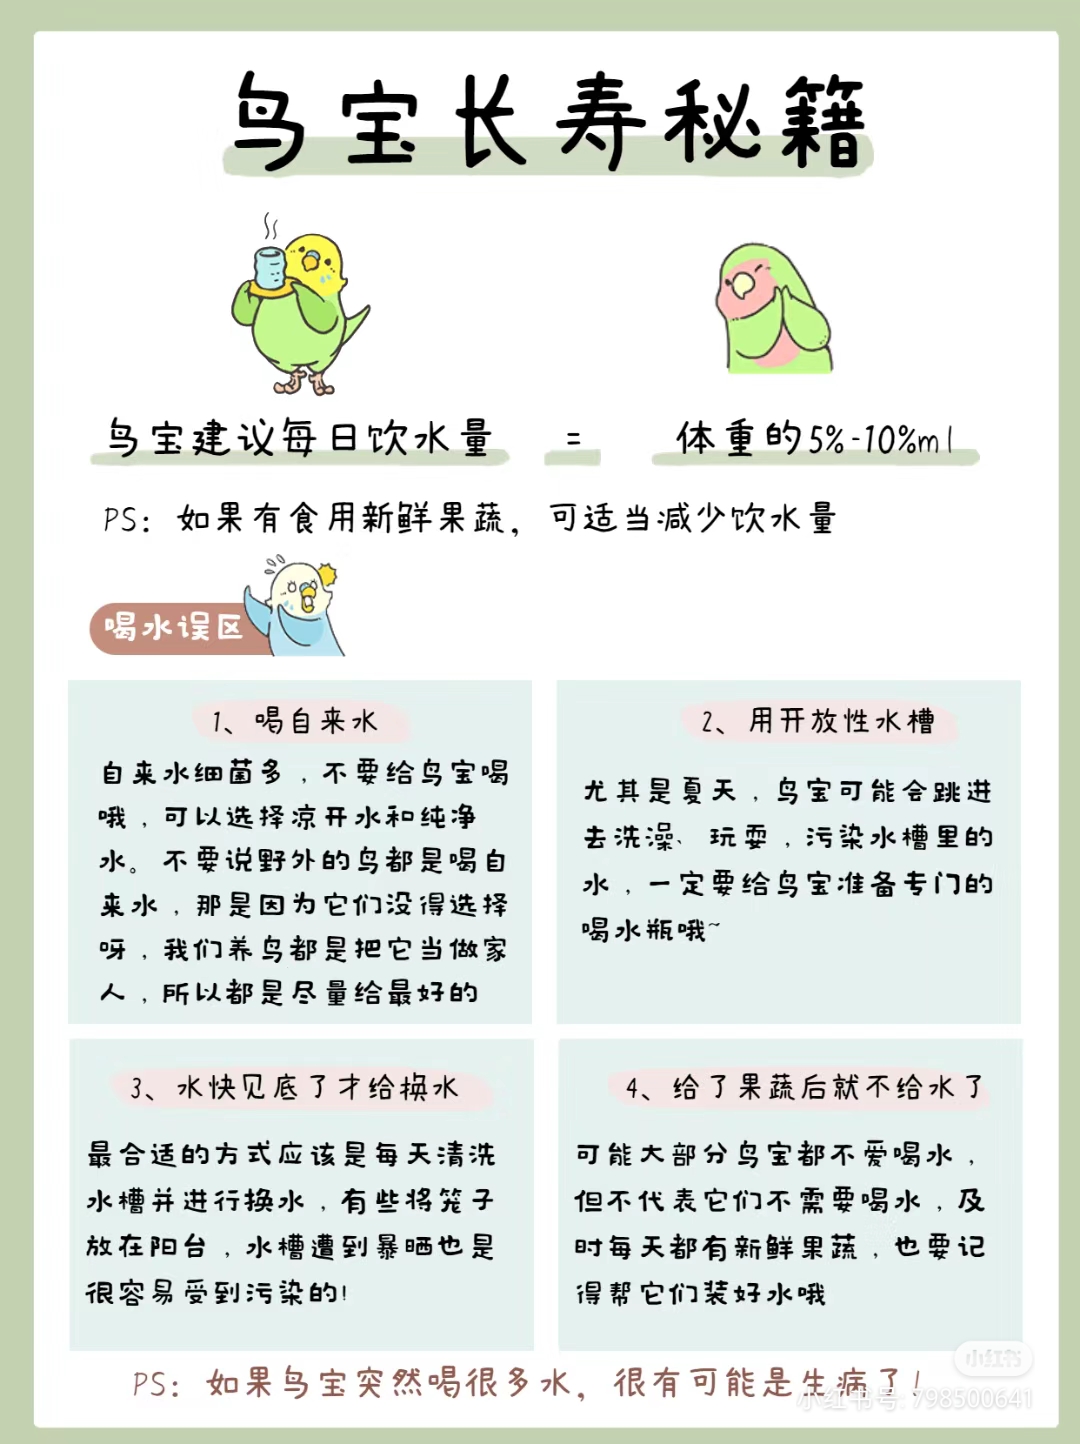 鸟宝长寿秘籍
鸟宝建议每日饮水量 = 体重的5%-10%ml
PS：如果有食用新鲜果蔬，可适当减少饮水量
喝水误区
1、喝自来水
自来水细菌多，不要给鸟宝喝
哦，可以选择凉开水和纯净
水。不要说野外的鸟都是喝自
来水，那是因为它们没得选择
呀，我们养鸟都是把它当做家
人，所以都是尽量给最好的
2、用开放性水槽
尤其是夏天，鸟宝可能会跳进
去洗澡、玩耍，污染水槽里的
水，一定要给鸟宝准备专门的
喝水瓶哦~
3、水快见底了才给换水
最合适的方式应该是每天清洗
水槽并进行换水，有些将笼子
放在阳台，水槽遭到暴晒也是
很容易受到污染的!
4、给了果蔬后就不给水了
可能大部分鸟宝都不爱喝水，
但不代表它们不需要喝水，及
时每天都有新鲜果蔬，也要记
得帮它们装好水哦
PS：如果鸟宝突然喝很多水，很有可能是生病了!
小红书
小红书号: 798500641